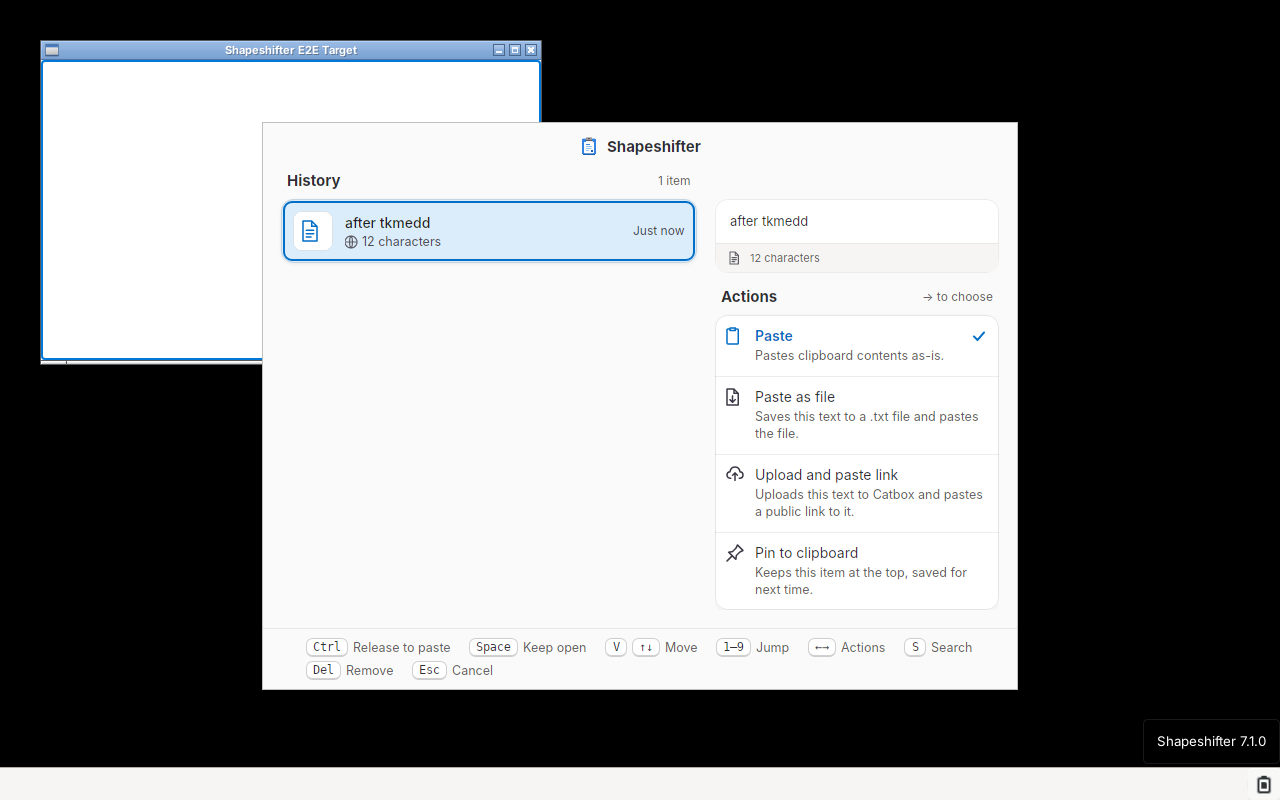 Shapeshifter E2E Target
Shapeshifter
History
1 item
after tkmedd
12 characters
Just now
after tkmedd
12 characters
Actions
→ to choose
Paste
Pastes clipboard contents as-is.
Paste as file
Saves this text to a .txt file and pastes
the file.
Upload and paste link
Uploads this text to Catbox and pastes
a public link to it.
Pin to clipboard
Keeps this item at the top, saved for
next time.
Ctrl Release to paste Space Keep open V ↑↓ Move 1–9 Jump ←→ Actions S Search
Del Remove Esc Cancel
Shapeshifter 7.1.0